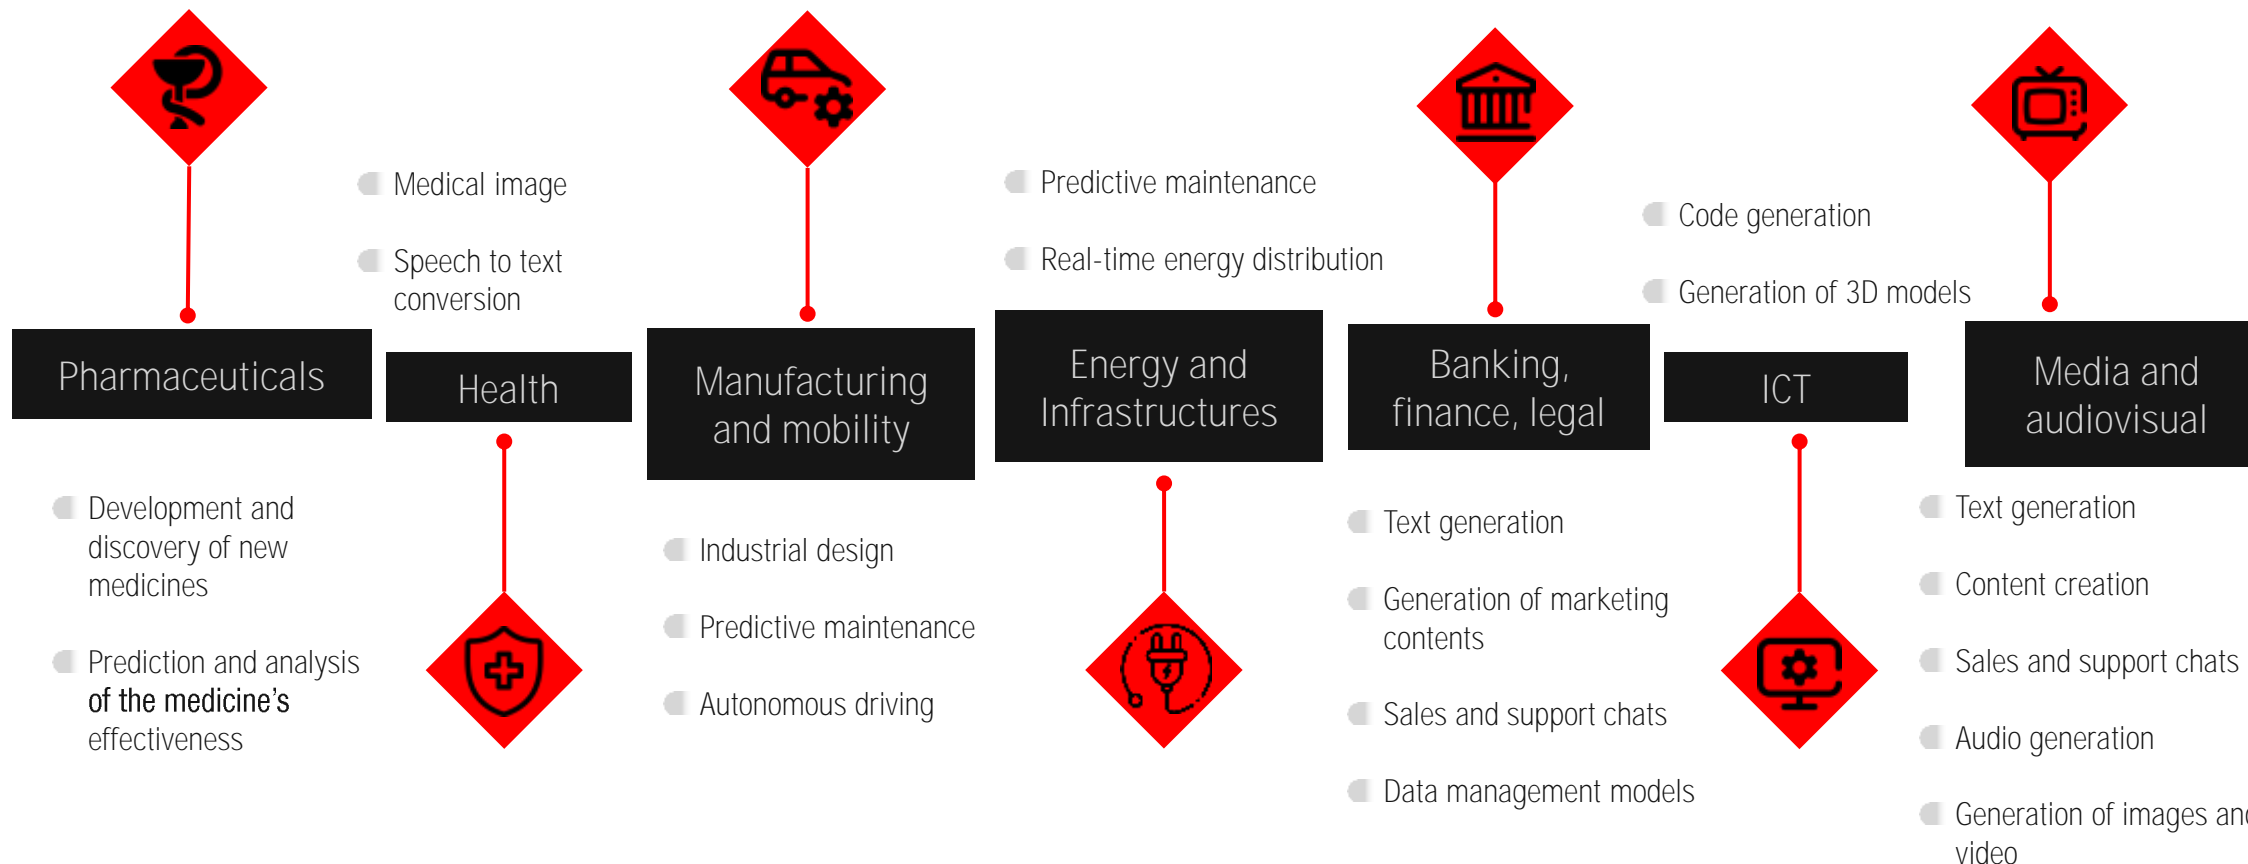 Pharmaceuticals
Development and
discovery of new
medicines
Prediction and analysis
of the medicine’s
effectiveness
Medical image
Speech to text
conversion
Health
Manufacturing
and mobility
Industrial design
Predictive maintenance
Autonomous driving
Predictive maintenance
Real-time energy distribution
Energy and
Infrastructures
Banking,
finance, legal
Text generation
Generation of marketing
contents
Sales and support chats
Data management models
Code generation
Generation of 3D models
ICT
Media and
audiovisual
Text generation
Content creation
Sales and support chats
Audio generation
Generation of images and
video